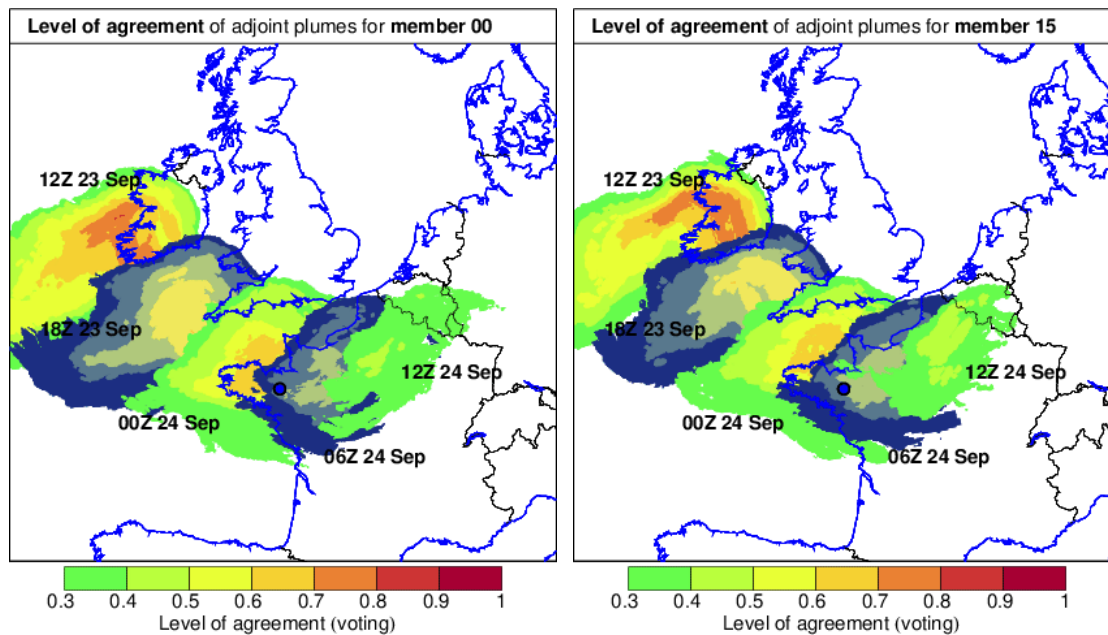 Level of agreement of adjoint plumes for member 00
12Z 23 Sep
18Z 23 Sep
12Z 24 Sep
00Z 24 Sep
06Z 24 Sep
0.3 0.4 0.5 0.6 0.7 0.8 0.9 1
Level of agreement (voting)
Level of agreement of adjoint plumes for member 15
12Z 23 Sep
18Z 23 Sep
12Z 24 Sep
00Z 24 Sep
06Z 24 Sep
0.3 0.4 0.5 0.6 0.7 0.8 0.9 1
Level of agreement (voting)